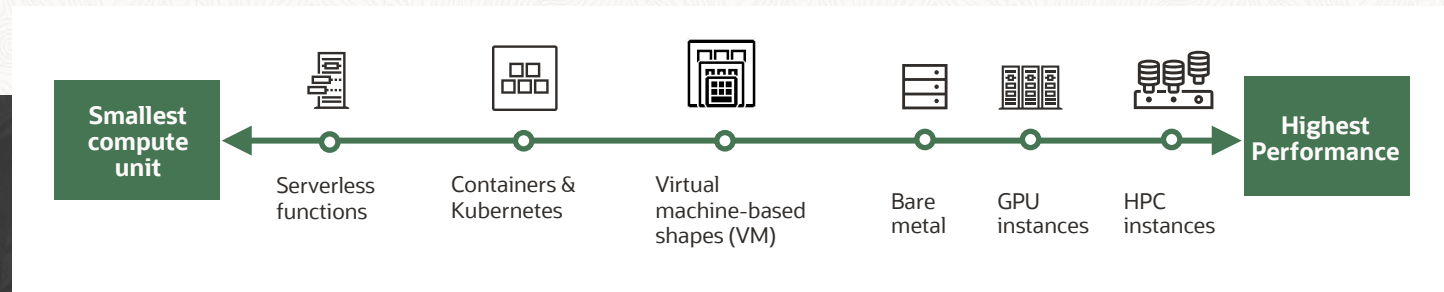 Smallest
compute
unit
Serverless
functions
Containers &
Kubernetes
Virtual
machine-based
shapes (VM)
Bare
metal
GPU
instances
HPC
instances
Highest
Performance